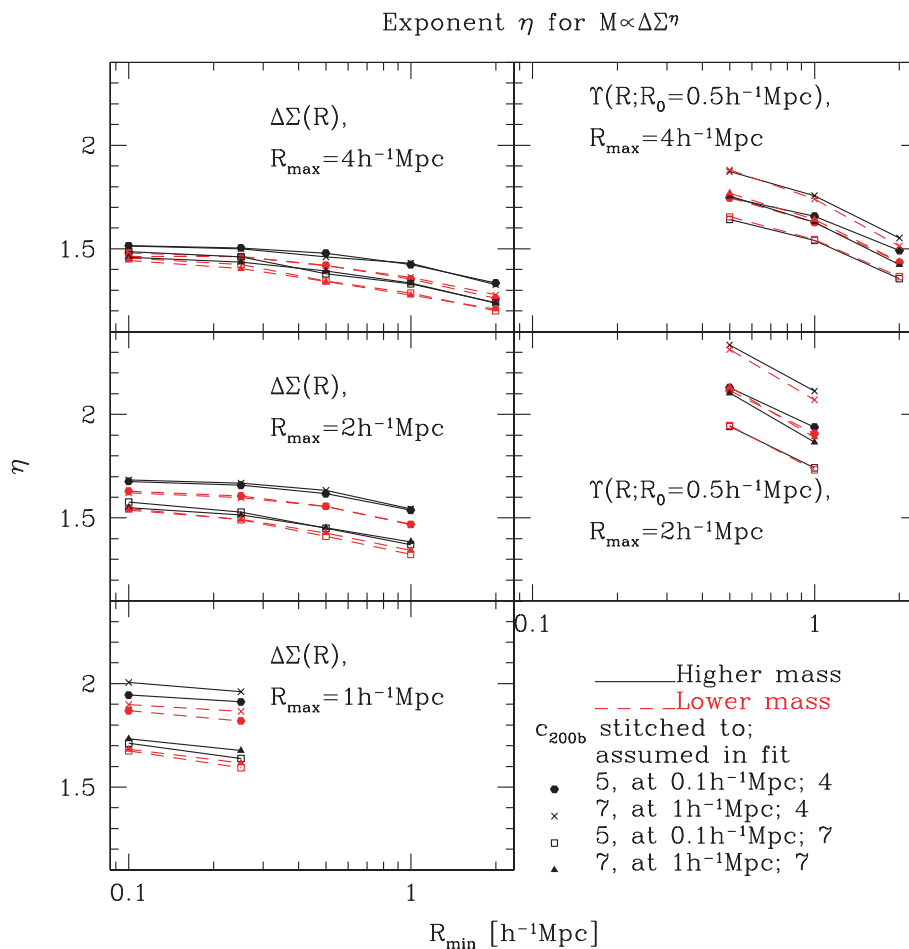 Exponent η for M∝ΔΣ^η
ΔΣ(R),
R_max=4h⁻¹Mpc
ϒ(R;R₀=0.5h⁻¹Mpc),
R_max=4h⁻¹Mpc
2
1.5
ΔΣ(R),
R_max=2h⁻¹Mpc
ϒ(R;R₀=0.5h⁻¹Mpc),
R_max=2h⁻¹Mpc
2
1.5
η
0.1
1
ΔΣ(R),
R_max=1h⁻¹Mpc
2
1.5
0.1
1
R_min [h⁻¹Mpc]
Higher mass
Lower mass
c_200b stitched to;
assumed in fit
5, at 0.1h⁻¹Mpc; 4
7, at 1h⁻¹Mpc; 4
5, at 0.1h⁻¹Mpc; 7
7, at 1h⁻¹Mpc; 7